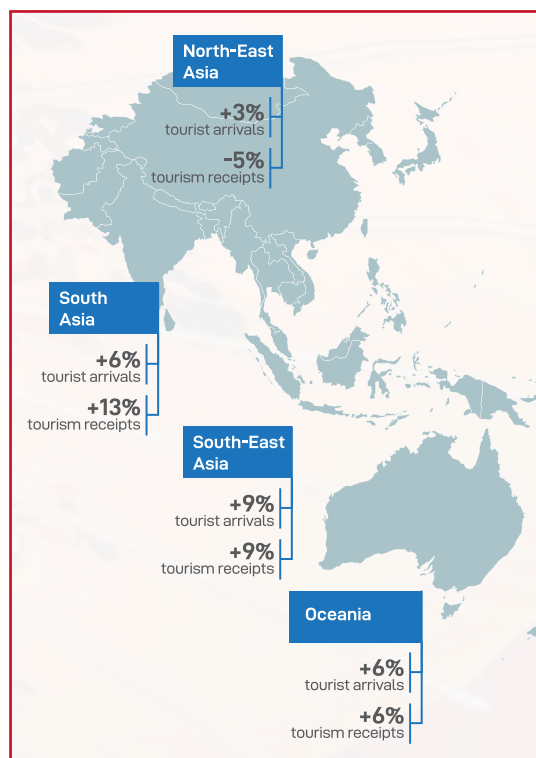 North-East
Asia
+3%
tourist arrivals
-5%
tourism receipts
South
Asia
+6%
tourist arrivals
+13%
tourism receipts
South-East
Asia
+9%
tourist arrivals
+9%
tourism receipts
Oceania
+6%
tourist arrivals
+6%
tourism receipts